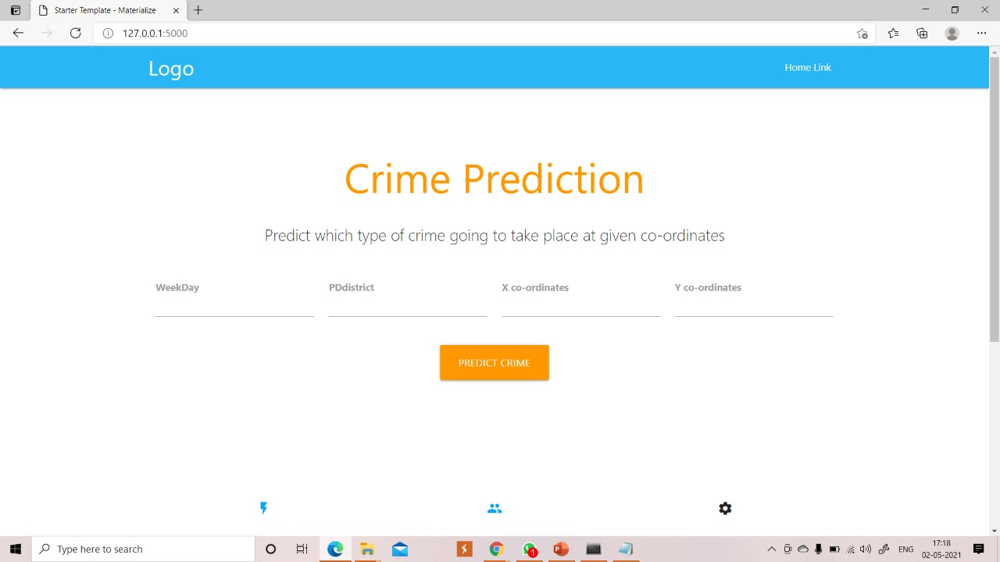 Starter Template - Materialize
127.0.0.1:5000
Logo
Home Link
Crime Prediction
Predict which type of crime going to take place at given co-ordinates
WeekDay
PDdistrict
X co-ordinates
Y co-ordinates
PREDICT CRIME
Type here to search
1
ENG
17:18
02-05-2021